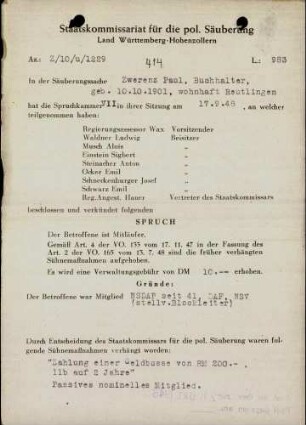 Staatskommissariat für die pol. Säuberung
Land Württemberg-Hohenzollern
Az: Z/10/u/1229 414 L: 983
In der Säuberungssache Zwerenz Paul, Buchhalter,
geb. 10.10.1901, wohnhaft Reutlingen
hat die Spruchkammer VII in ihrer Sitzung am 17.9.48, an welcher
teilgenommen haben:
Regierungsassessor Wax Vorsitzender
Waldner Ludwig Beisitzer
Munch Alois
Einstein Sigbert
Steinacher Anton
Ocker Emil
Schneckenburger Josef
Schwarz Emil
Reg.Angest. Hauer Vertreter des Staatskommissars
beschlossen und verkündet folgenden
SPRUCH
Der Betroffene ist Mitläufer.
Gemäß Art. 4 der VO. 133 vom 17. 11. 47 in der Fassung des
Art. 2 der VO. 165 vom 13. 7. 48 sind die früher verhängten
Sühnemaßnahmen aufgehoben.
Es wird eine Verwaltungsgebühr von DM 10.-- erhoben.
Gründe:
Der Betroffene war Mitglied NSDAP seit 41, DAF, NSV
(stellv.Blockleiter)
Durch Entscheidung des Staatskommissars für die pol. Säuberung waren fol-
gende Sühnemaßnahmen verhängt worden:
"Zahlung einer Geldbusse von RM 200.-
11b auf 2 Jahre"
Passives nominelles Mitglied.